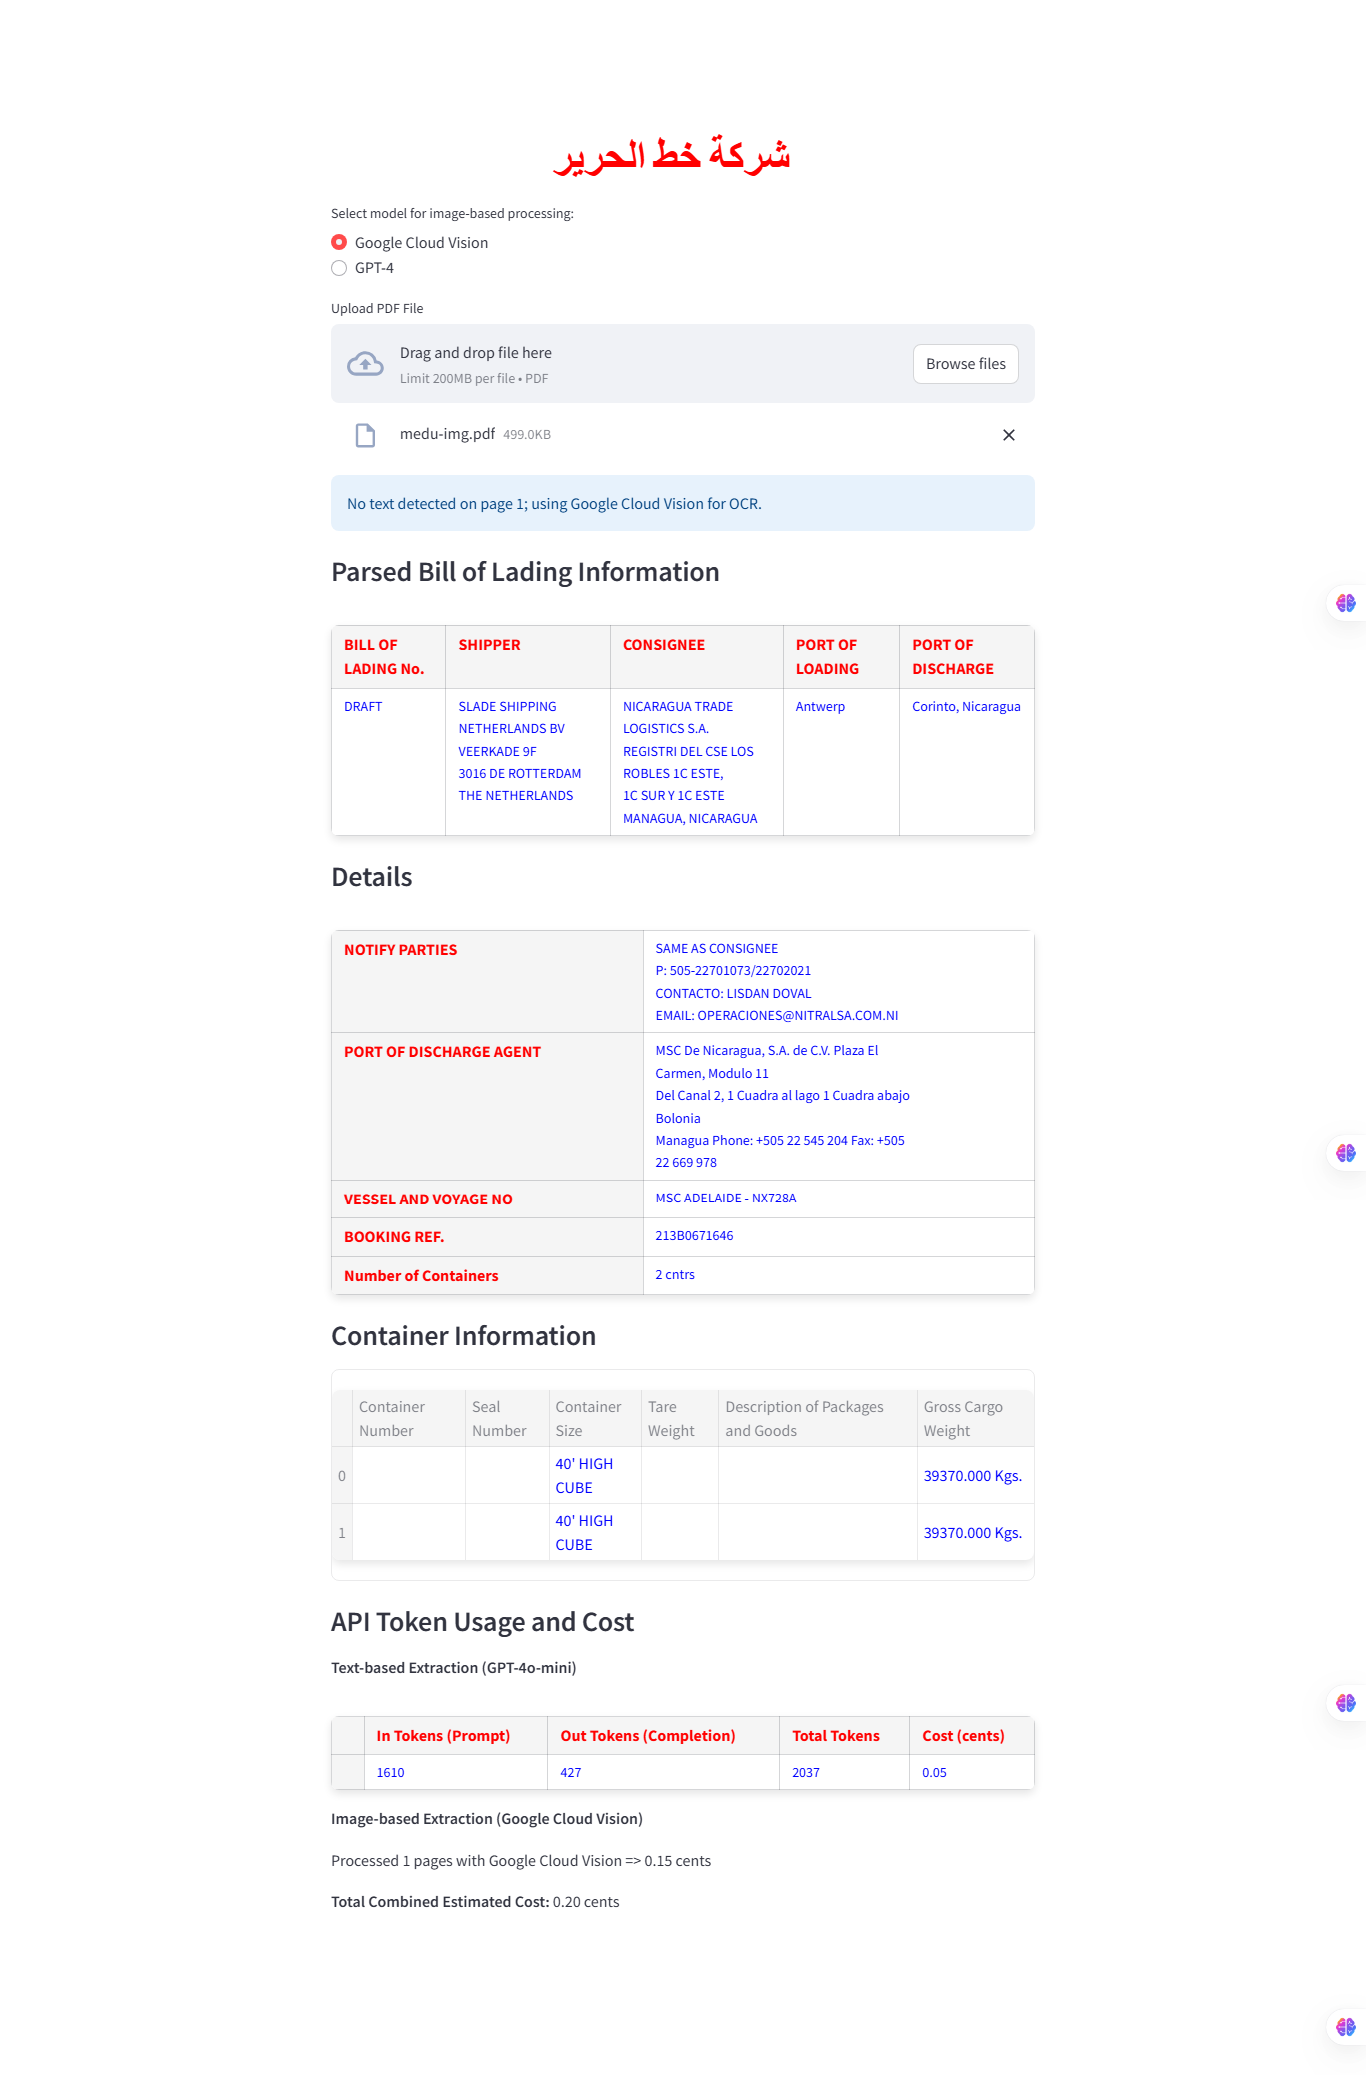 شركة خط الحرير
Select model for image-based processing:
Google Cloud Vision
GPT-4
Upload PDF File
Drag and drop file here
Limit 200MB per file • PDF
Browse files
medu-img.pdf 499.0KB
No text detected on page 1; using Google Cloud Vision for OCR.
Parsed Bill of Lading Information
BILL OF LADING No.
SHIPPER
CONSIGNEE
PORT OF LOADING
PORT OF DISCHARGE
DRAFT
SLADE SHIPPING
NETHERLANDS BV
VEERKADE 9F
3016 DE ROTTERDAM
THE NETHERLANDS
NICARAGUA TRADE
LOGISTICS S.A.
REGISTRI DEL CSE LOS
ROBLES 1C ESTE,
1C SUR Y 1C ESTE
MANAGUA, NICARAGUA
Antwerp
Corinto, Nicaragua
Details
NOTIFY PARTIES
SAME AS CONSIGNEE
P: 505-22701073/22702021
CONTACTO: LISDAN DOVAL
EMAIL: OPERACIONES@NITRALSA.COM.NI
PORT OF DISCHARGE AGENT
MSC De Nicaragua, S.A. de C.V. Plaza El
Carmen, Modulo 11
Del Canal 2, 1 Cuadra al lago 1 Cuadra abajo
Bolonia
Managua Phone: +505 22 545 204 Fax: +505
22 669 978
VESSEL AND VOYAGE NO
MSC ADELAIDE - NX728A
BOOKING REF.
213B0671646
Number of Containers
2 cntrs
Container Information
Container Number
Seal Number
Container Size
Tare Weight
Description of Packages and Goods
Gross Cargo Weight
0
40' HIGH CUBE
39370.000 Kgs.
1
40' HIGH CUBE
39370.000 Kgs.
API Token Usage and Cost
Text-based Extraction (GPT-4o-mini)
In Tokens (Prompt)
Out Tokens (Completion)
Total Tokens
Cost (cents)
1610
427
2037
0.05
Image-based Extraction (Google Cloud Vision)
Processed 1 pages with Google Cloud Vision => 0.15 cents
Total Combined Estimated Cost: 0.20 cents